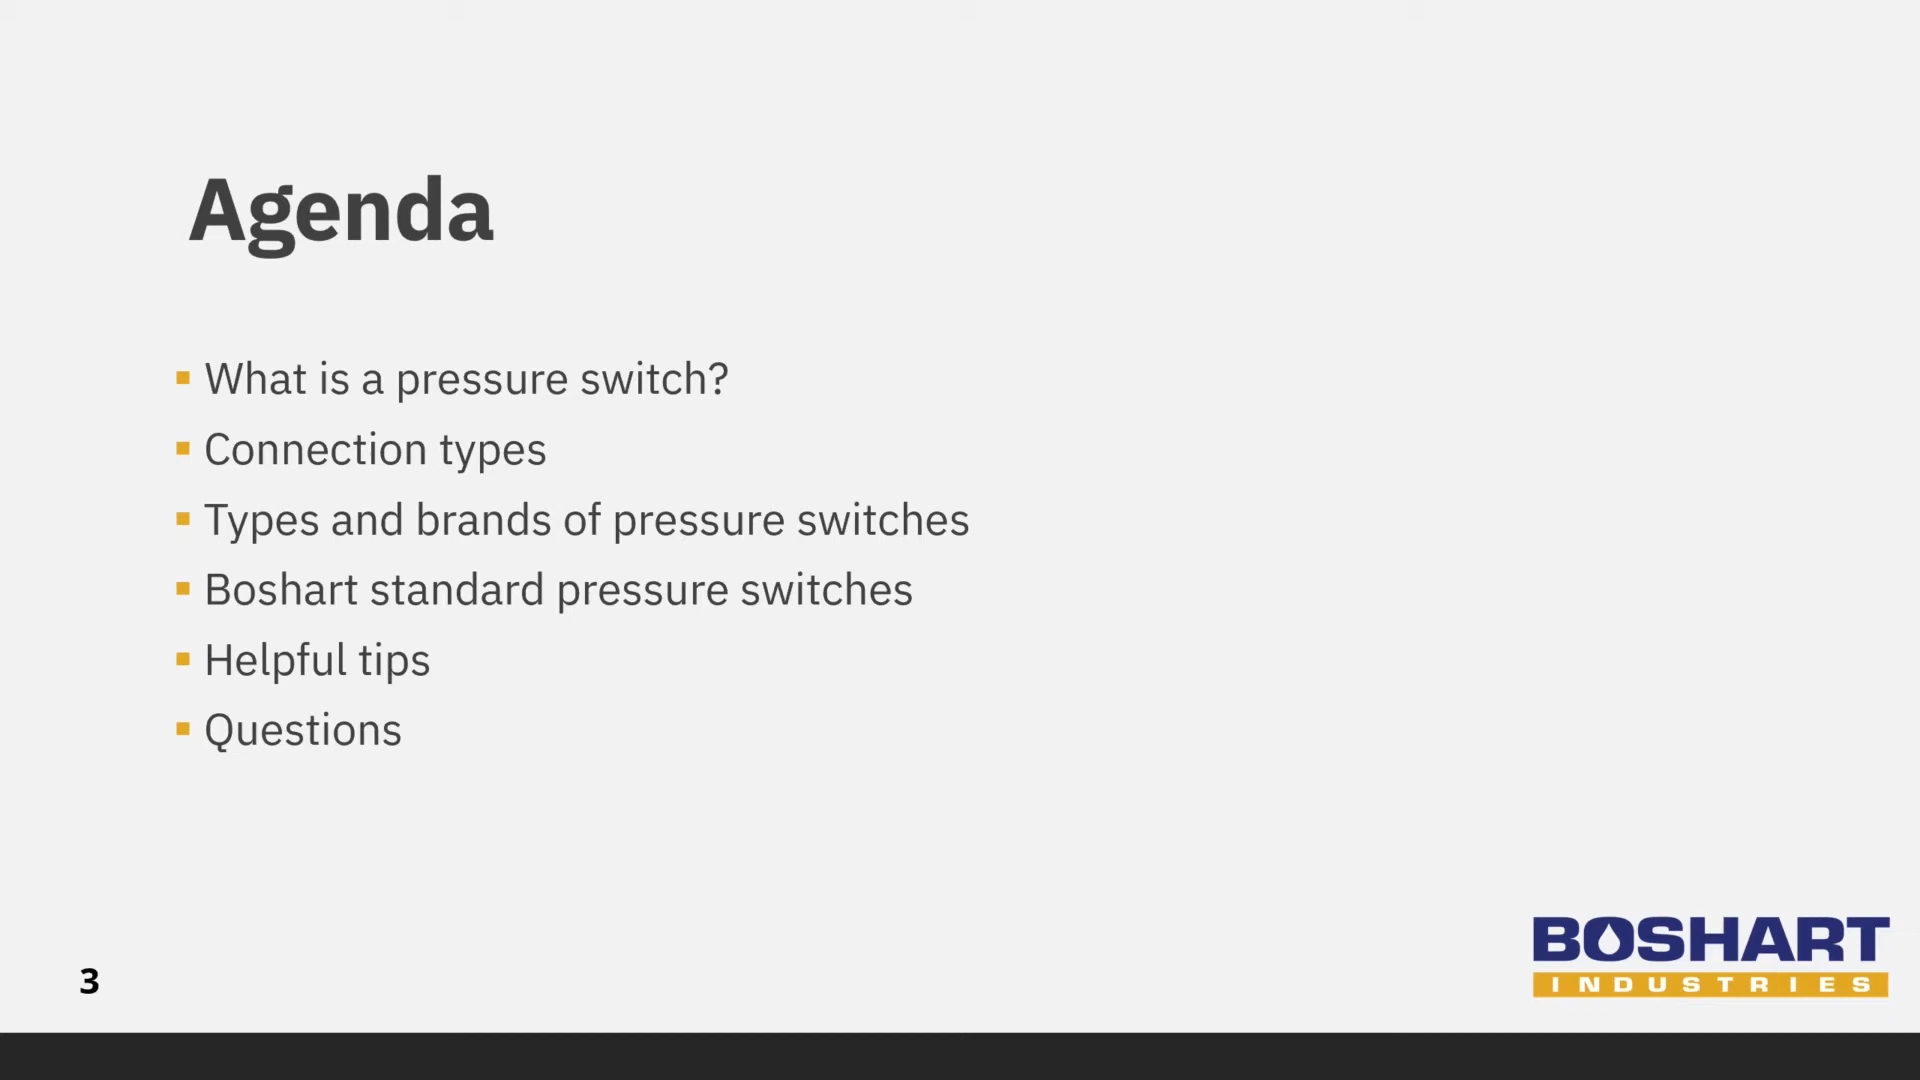 Agenda
What is a pressure switch?
Connection types
Types and brands of pressure switches
Boshart standard pressure switches
Helpful tips
Questions
3
BOSHART
INDUSTRIES